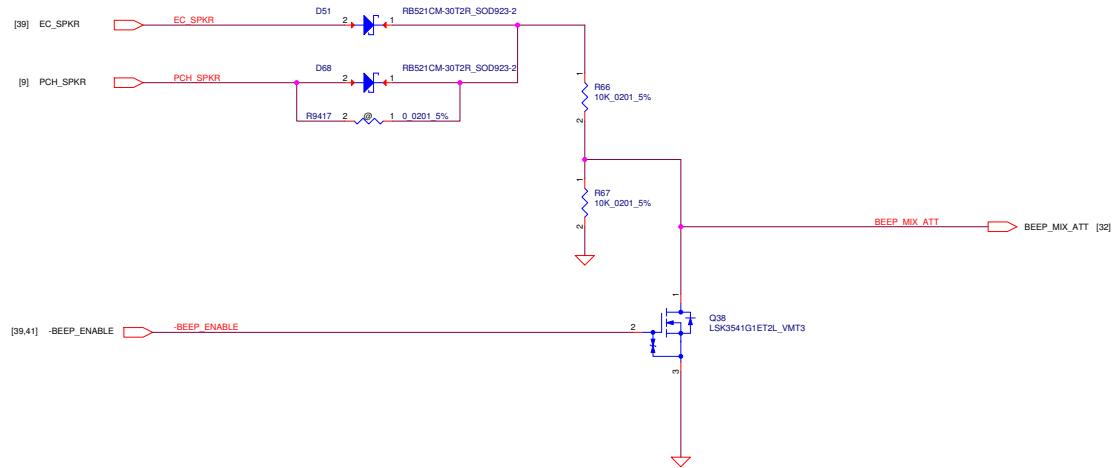 D51 RB521CM-30T2R_SOD923-2
[39] EC_SPKR EC_SPKR 2 1
D68 RB521CM-30T2R_SOD923-2
[9] PCH_SPKR PCH_SPKR 2 1
1
R66
10K_0201_5%
2
R9417 2 @ 1 0_0201_5%
1
R67
10K_0201_5%
2
BEEP_MIX_ATT BEEP_MIX_ATT [32]
1
Q38
LSK3541G1ET2L_VMT3
[39,41] -BEEP_ENABLE -BEEP_ENABLE 2
3